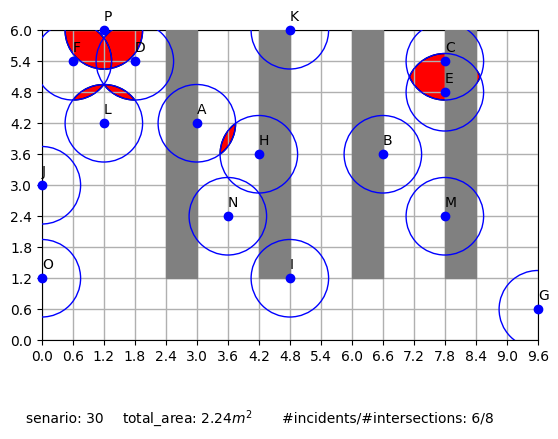 P K
F D C
E
L A
H B
J
N M
O I
G
6.0
5.4
4.8
4.2
3.6
3.0
2.4
1.8
1.2
0.6
0.0
0.0 0.6 1.2 1.8 2.4 3.0 3.6 4.2 4.8 5.4 6.0 6.6 7.2 7.8 8.4 9.0 9.6
senario: 30 total_area: 2.24m² #incidents/#intersections: 6/8